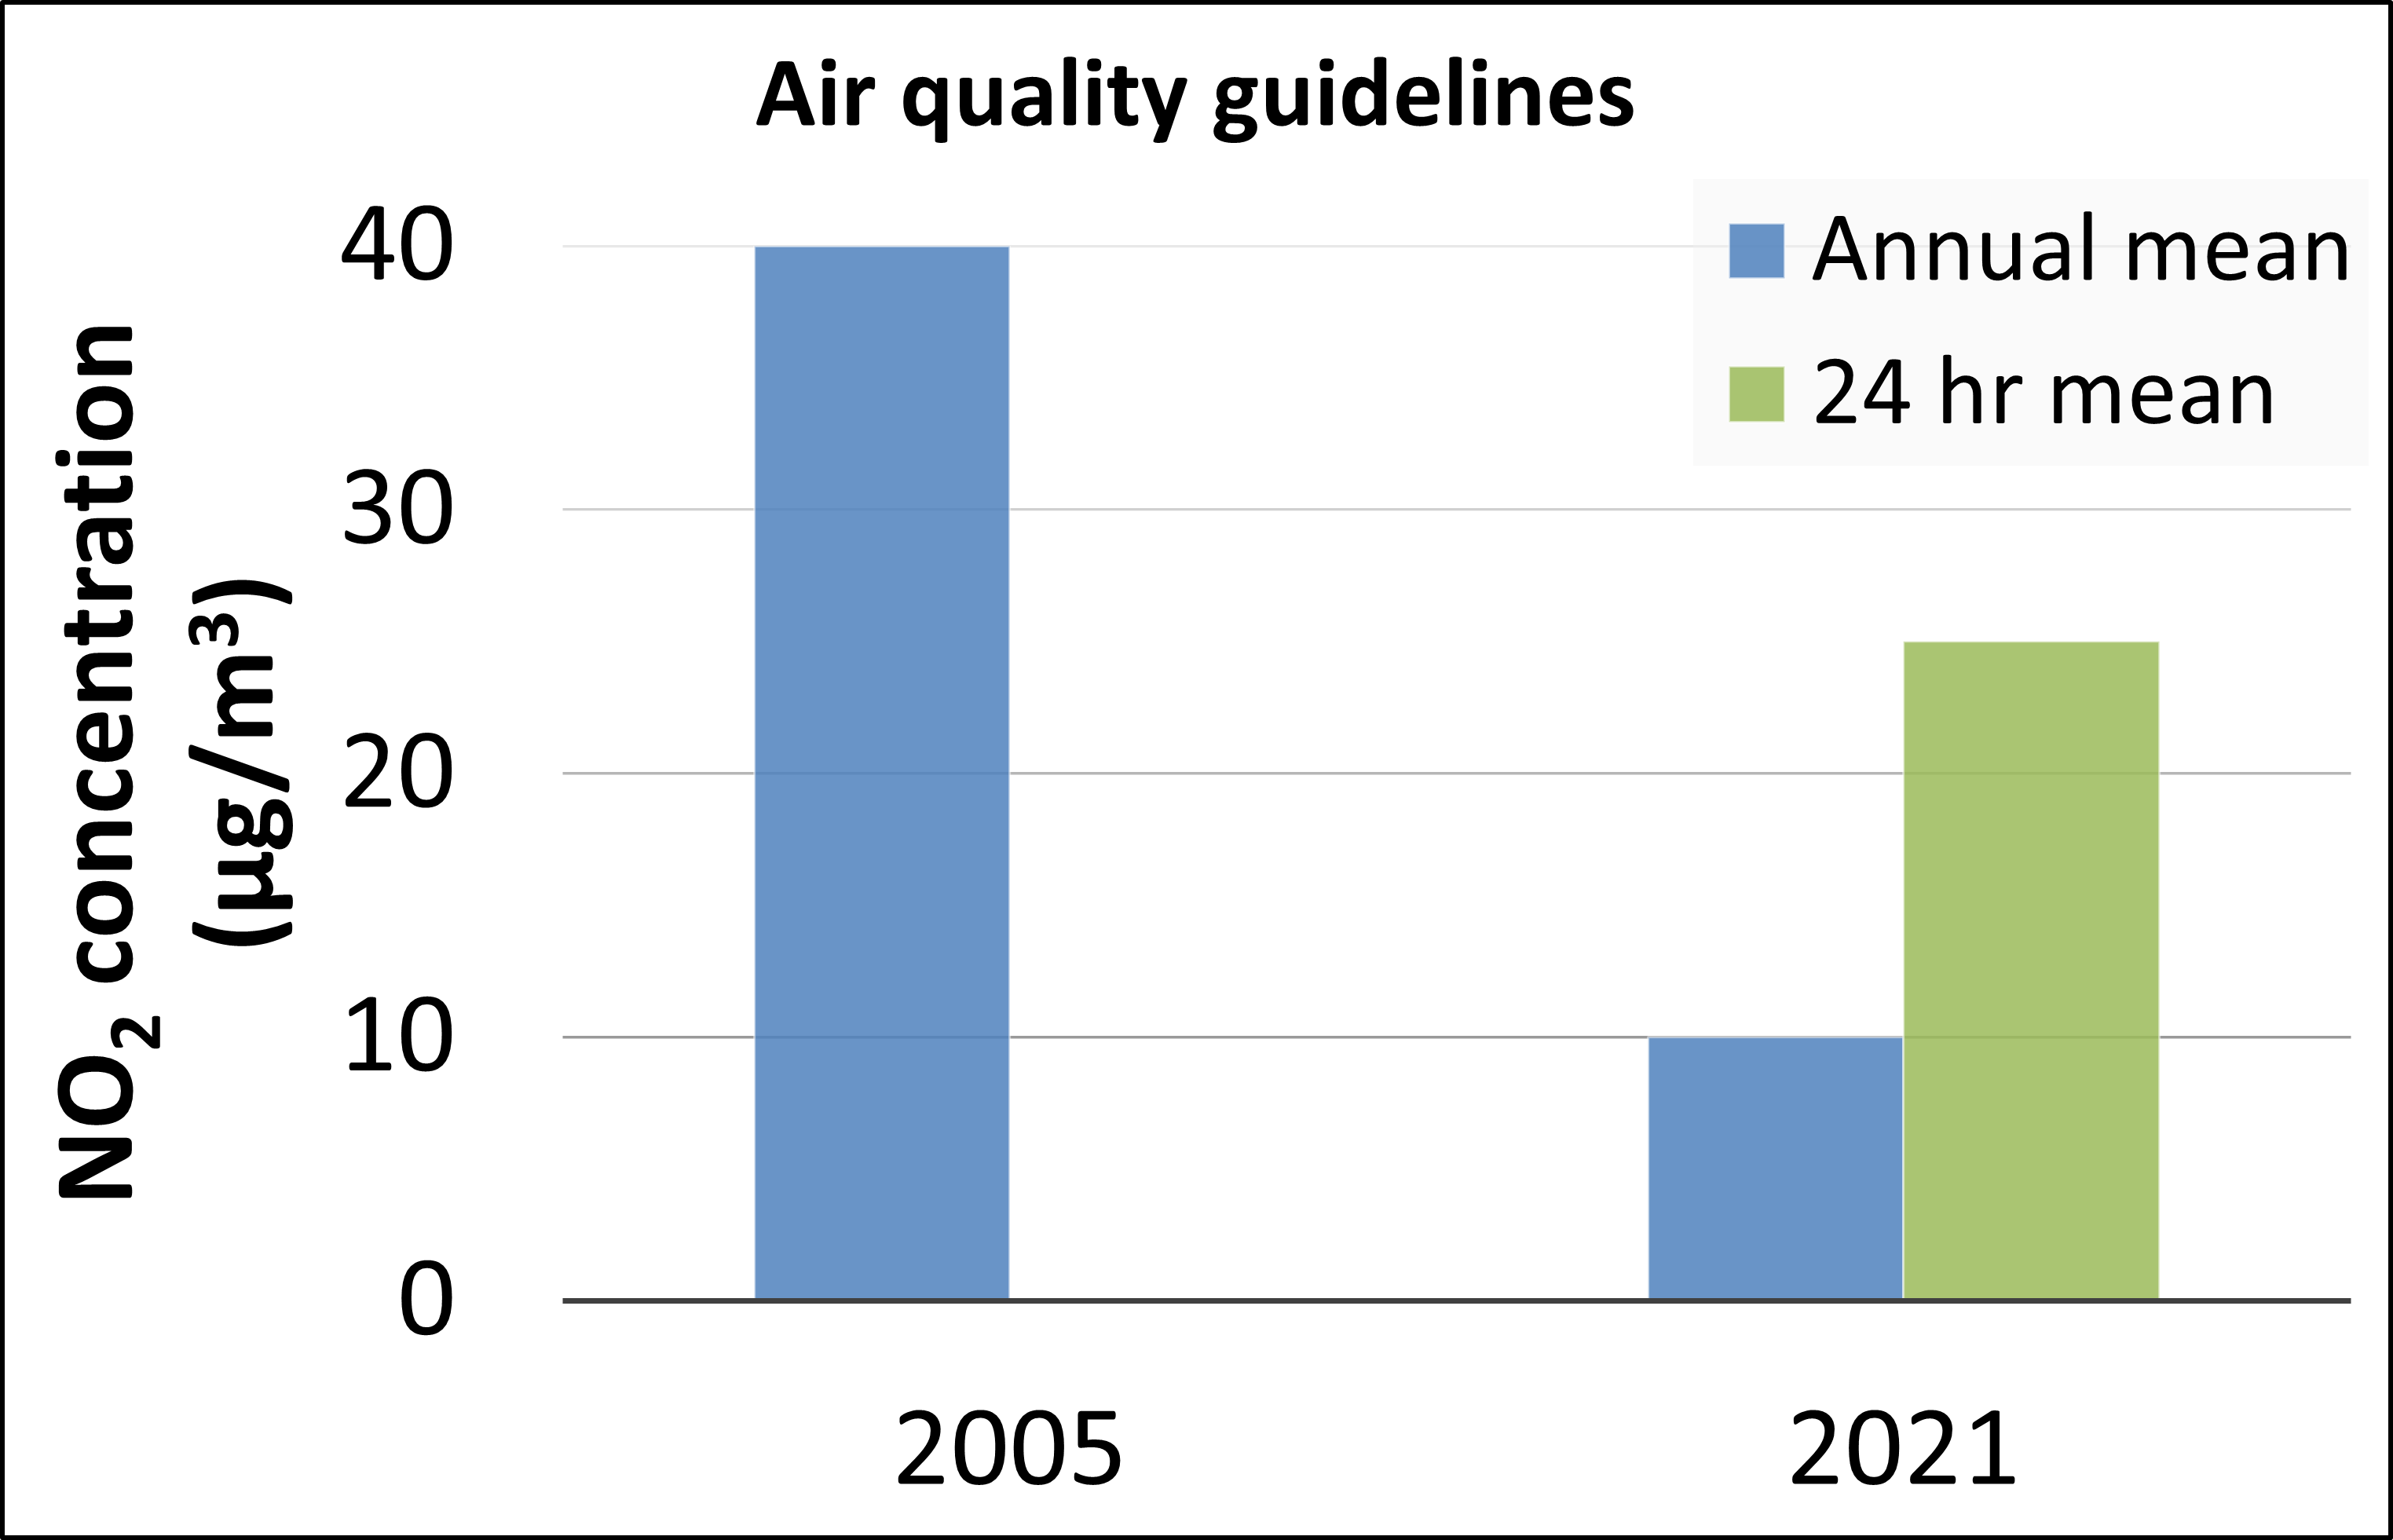 Air quality guidelines
Annual mean
24 hr mean
NO₂ concentration
(µg/m³)
40
30
20
10
0
2005
2021